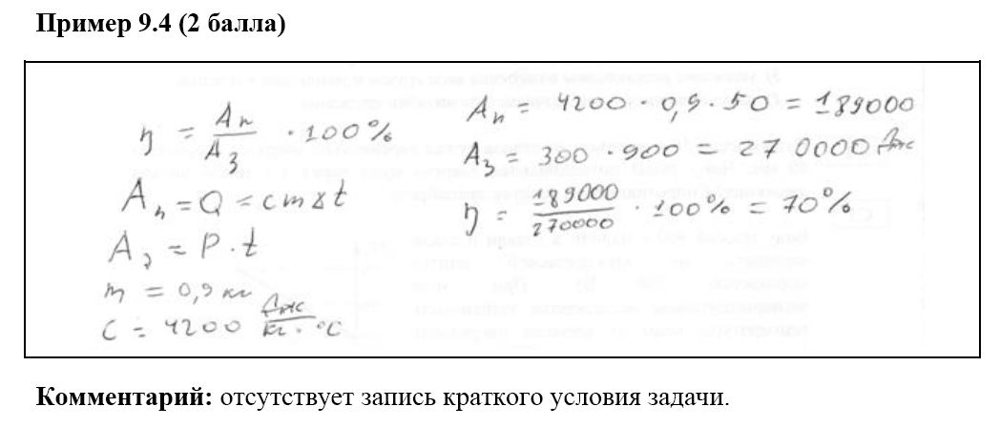 Пример 9.4 (2 балла)
η = Aп/Aз · 100%
Aп = Q = cmΔt
Aз = P · t
m = 0,9 кг
C = 4200 Дж/кг · °C
Aп = 4200 · 0,9 · 50 = 189000
Aз = 300 · 900 = 270000 Дж
η = 189000/270000 · 100% = 70%
Комментарий: отсутствует запись краткого условия задачи.